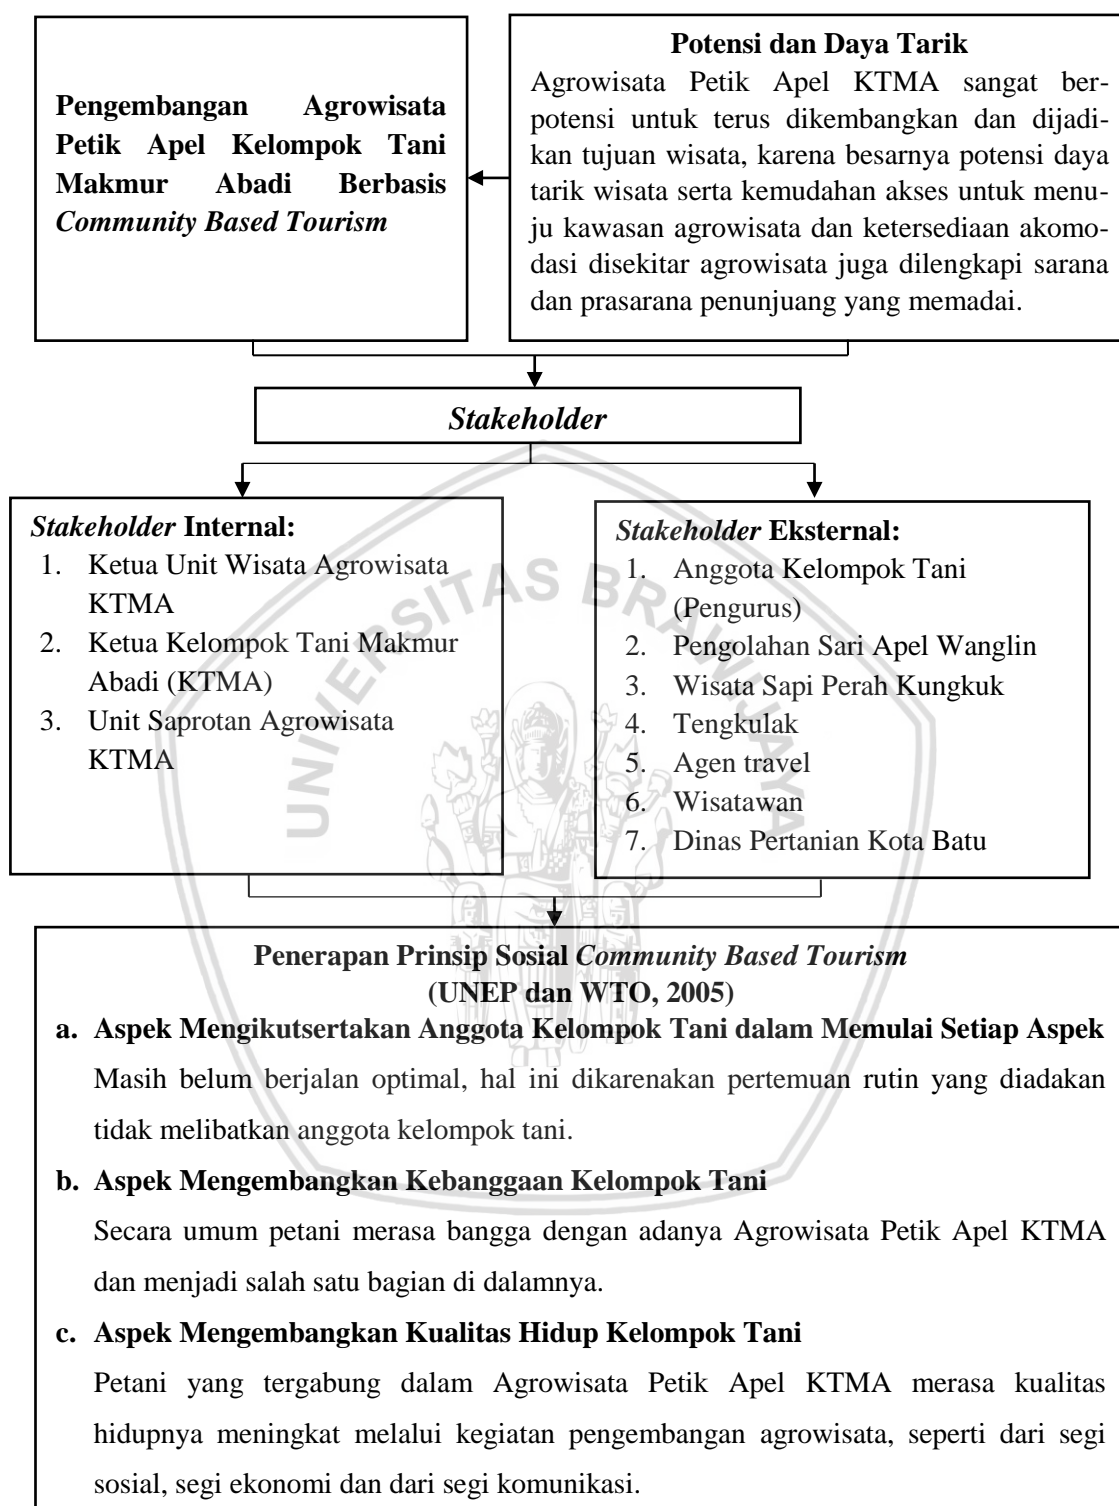 Pengembangan Agrowisata
Petik Apel Kelompok Tani
Makmur Abadi Berbasis
Community Based Tourism
Potensi dan Daya Tarik
Agrowisata Petik Apel KTMA sangat ber-
potensi untuk terus dikembangkan dan dijadi-
kan tujuan wisata, karena besarnya potensi daya
tarik wisata serta kemudahan akses untuk menu-
ju kawasan agrowisata dan ketersediaan akomo-
dasi disekitar agrowisata juga dilengkapi sarana
dan prasarana penunjuang yang memadai.
Stakeholder
Stakeholder Internal:
1. Ketua Unit Wisata Agrowisata
KTMA
2. Ketua Kelompok Tani Makmur
Abadi (KTMA)
3. Unit Saprotan Agrowisata
KTMA
Stakeholder Eksternal:
1. Anggota Kelompok Tani
(Pengurus)
2. Pengolahan Sari Apel Wanglin
3. Wisata Sapi Perah Kungkuk
4. Tengkulak
5. Agen travel
6. Wisatawan
7. Dinas Pertanian Kota Batu
UNIVERSITAS BRAWIJAYA
Penerapan Prinsip Sosial Community Based Tourism
(UNEP dan WTO, 2005)
a. Aspek Mengikutsertakan Anggota Kelompok Tani dalam Memulai Setiap Aspek
Masih belum berjalan optimal, hal ini dikarenakan pertemuan rutin yang diadakan
tidak melibatkan anggota kelompok tani.
b. Aspek Mengembangkan Kebanggaan Kelompok Tani
Secara umum petani merasa bangga dengan adanya Agrowisata Petik Apel KTMA
dan menjadi salah satu bagian di dalamnya.
c. Aspek Mengembangkan Kualitas Hidup Kelompok Tani
Petani yang tergabung dalam Agrowisata Petik Apel KTMA merasa kualitas
hidupnya meningkat melalui kegiatan pengembangan agrowisata, seperti dari segi
sosial, segi ekonomi dan dari segi komunikasi.